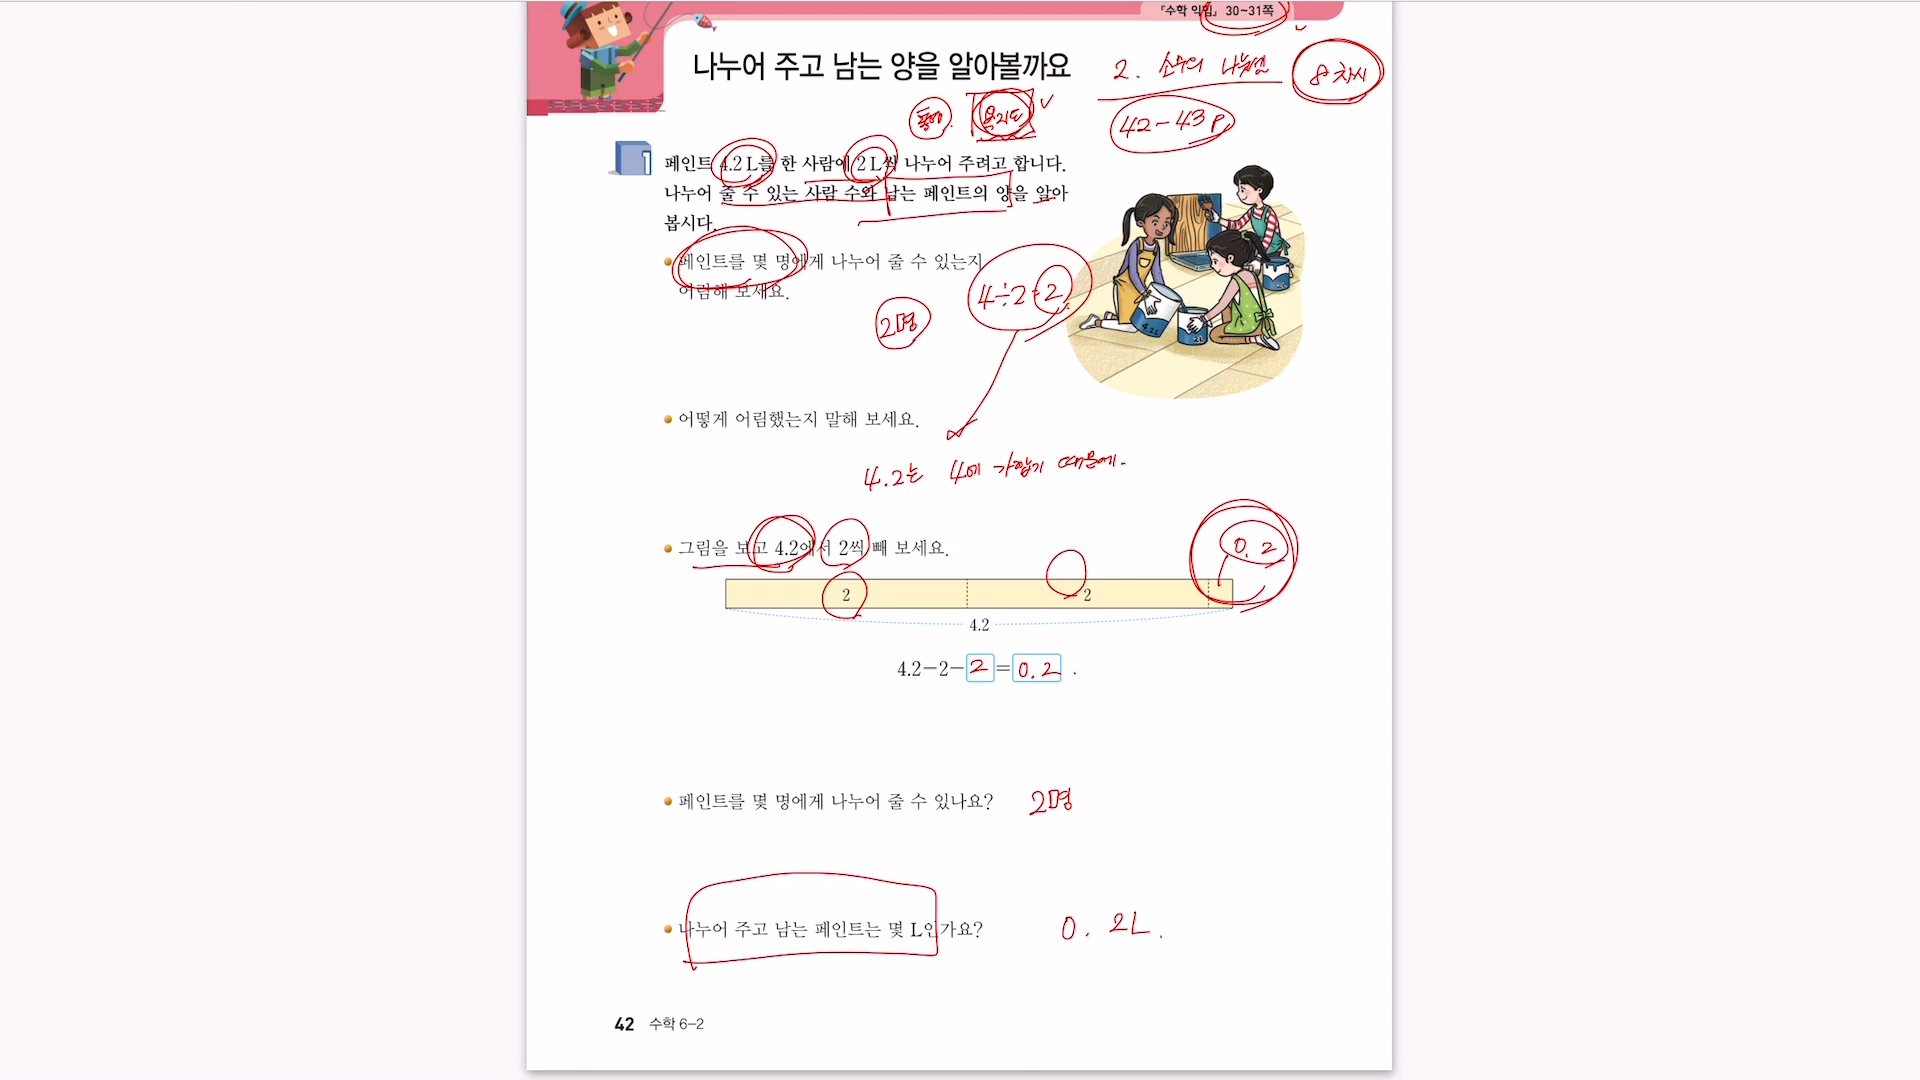 『수학 익힘』 30~31쪽
나누어 주고 남는 양을 알아볼까요
2. 소수의 나눗셈
8차시
42-43p
1
페인트 4.2 L를 한 사람에 2 L씩 나누어 주려고 합니다.
나누어 줄 수 있는 사람 수와 남는 페인트의 양을 알아
봅시다.
페인트를 몇 명에게 나누어 줄 수 있는지
어림해 보세요.
4÷2=2
2명
4.2L
2L
어떻게 어림했는지 말해 보세요.
4.2는 4에 가깝기 때문에.
그림을 보고 4.2에서 2씩 빼 보세요.
0.2
2 2
4.2
4.2-2-2=0.2.
페인트를 몇 명에게 나누어 줄 수 있나요? 2명
나누어 주고 남는 페인트는 몇 L인가요? 0.2L.
42 수학 6-2